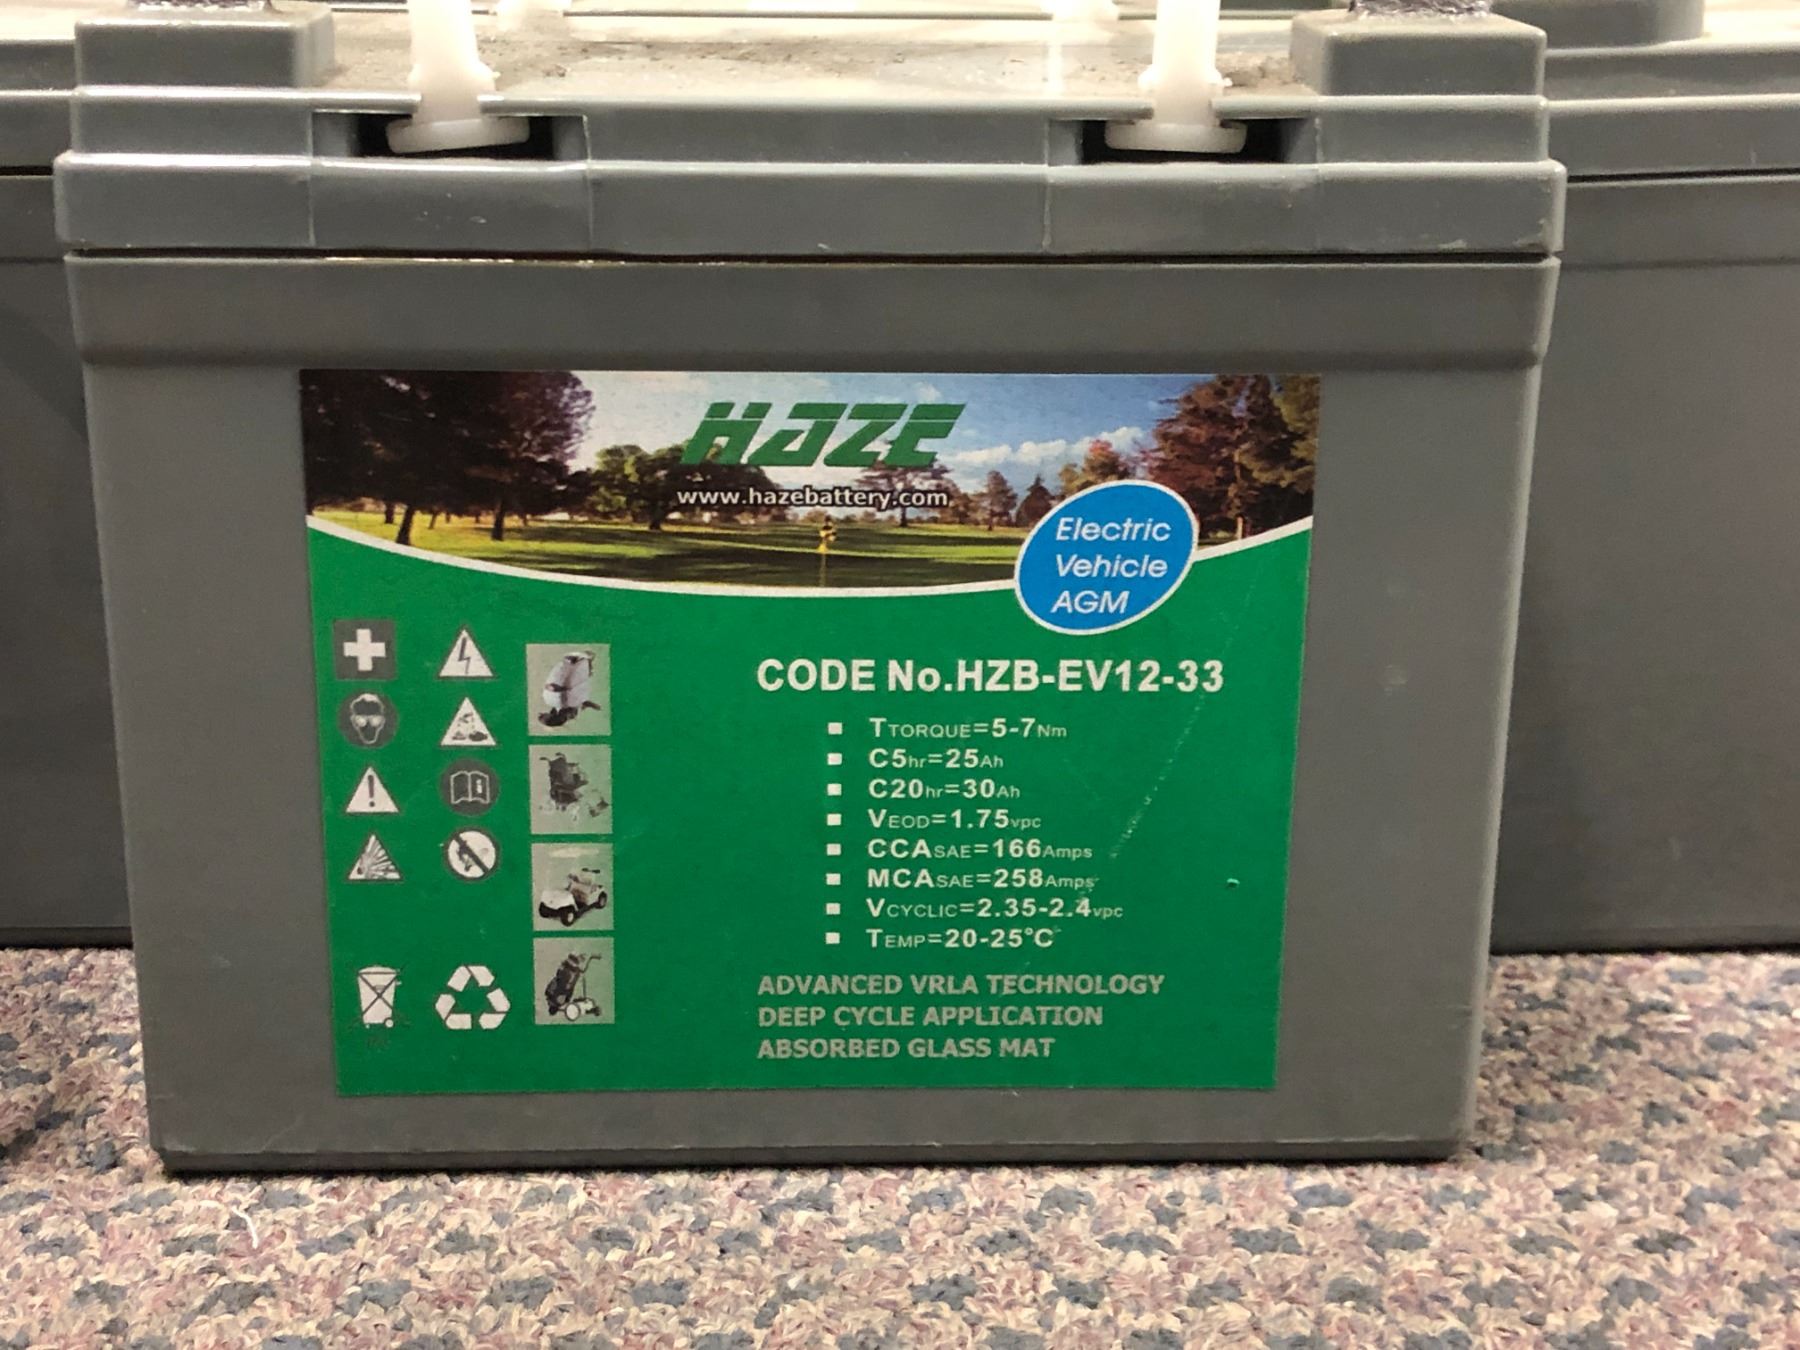 HAZE
www.hazebattery.com
Electric
Vehicle
AGM
CODE No.HZB-EV12-33
▪ TTORQUE=5-7Nm
▪ C5hr=25Ah
▪ C20hr=30Ah
▪ VEOD=1.75vpc
▪ CCASAE=166Amps
▪ MCASAE=258Amps
▪ VCYCLIC=2.35-2.4vpc
▪ TEMP=20-25°C
ADVANCED VRLA TECHNOLOGY
DEEP CYCLE APPLICATION
ABSORBED GLASS MAT